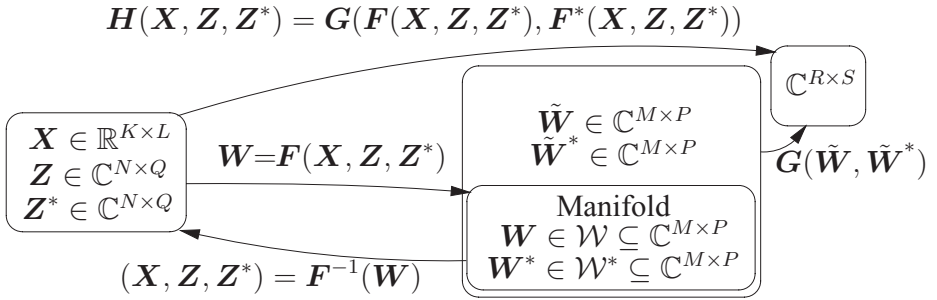 H(X, Z, Z*) = G(F(X, Z, Z*), F*(X, Z, Z*))
ℂ^{R×S}
X ∈ ℝ^{K×L}
Z ∈ ℂ^{N×Q}
Z* ∈ ℂ^{N×Q}
W=F(X, Z, Z*)
W̃ ∈ ℂ^{M×P}
W̃* ∈ ℂ^{M×P}
G(W̃, W̃*)
Manifold
W ∈ 𝒲 ⊆ ℂ^{M×P}
W* ∈ 𝒲* ⊆ ℂ^{M×P}
(X, Z, Z*) = F^{-1}(W)